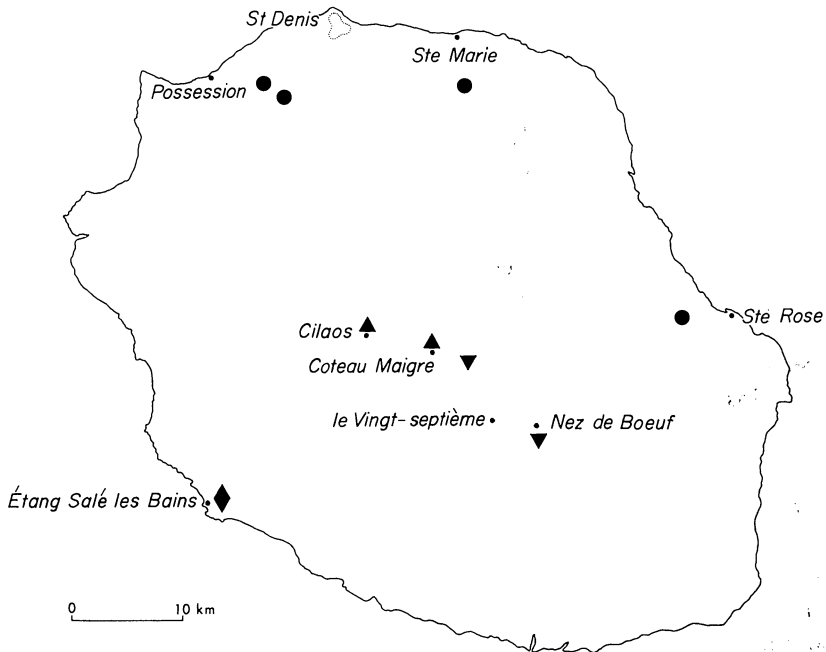 St Denis
Ste Marie
Possession
Ste Rose
Cilaos
Coteau Maigre
le Vingt-septième
Nez de Boeuf
Étang Salé les Bains
0 10 km